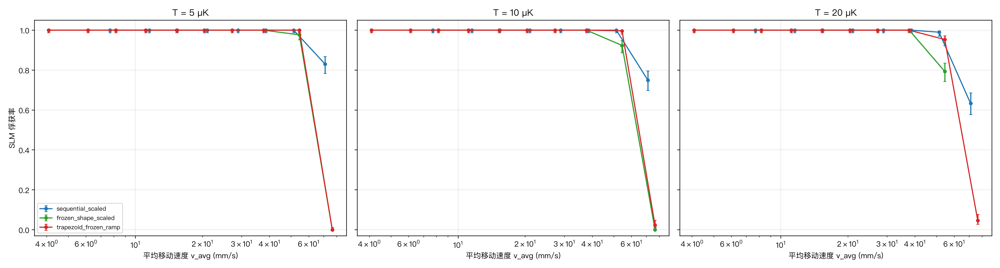 T = 5 µK
T = 10 µK
T = 20 µK
SLM 俘获率
1.0
0.8
0.6
0.4
0.2
0.0
sequential_scaled
frozen_shape_scaled
trapezoid_frozen_ramp
4 × 10⁰ 6 × 10⁰ 10¹ 2 × 10¹ 3 × 10¹ 4 × 10¹ 6 × 10¹
4 × 10⁰ 6 × 10⁰ 10¹ 2 × 10¹ 3 × 10¹ 4 × 10¹ 6 × 10¹
4 × 10⁰ 6 × 10⁰ 10¹ 2 × 10¹ 3 × 10¹ 4 × 10¹ 6 × 10¹
平均移动速度 v_avg (mm/s)
平均移动速度 v_avg (mm/s)
平均移动速度 v_avg (mm/s)